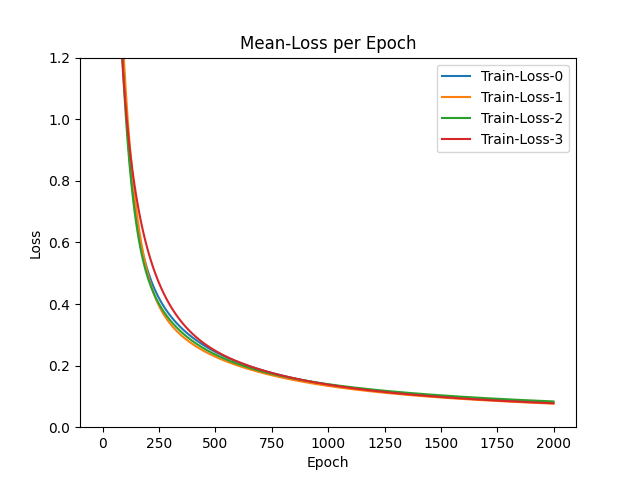 Mean-Loss per Epoch
Loss
1.2
1.0
0.8
0.6
0.4
0.2
0.0
Train-Loss-0
Train-Loss-1
Train-Loss-2
Train-Loss-3
0 250 500 750 1000 1250 1500 1750 2000
Epoch